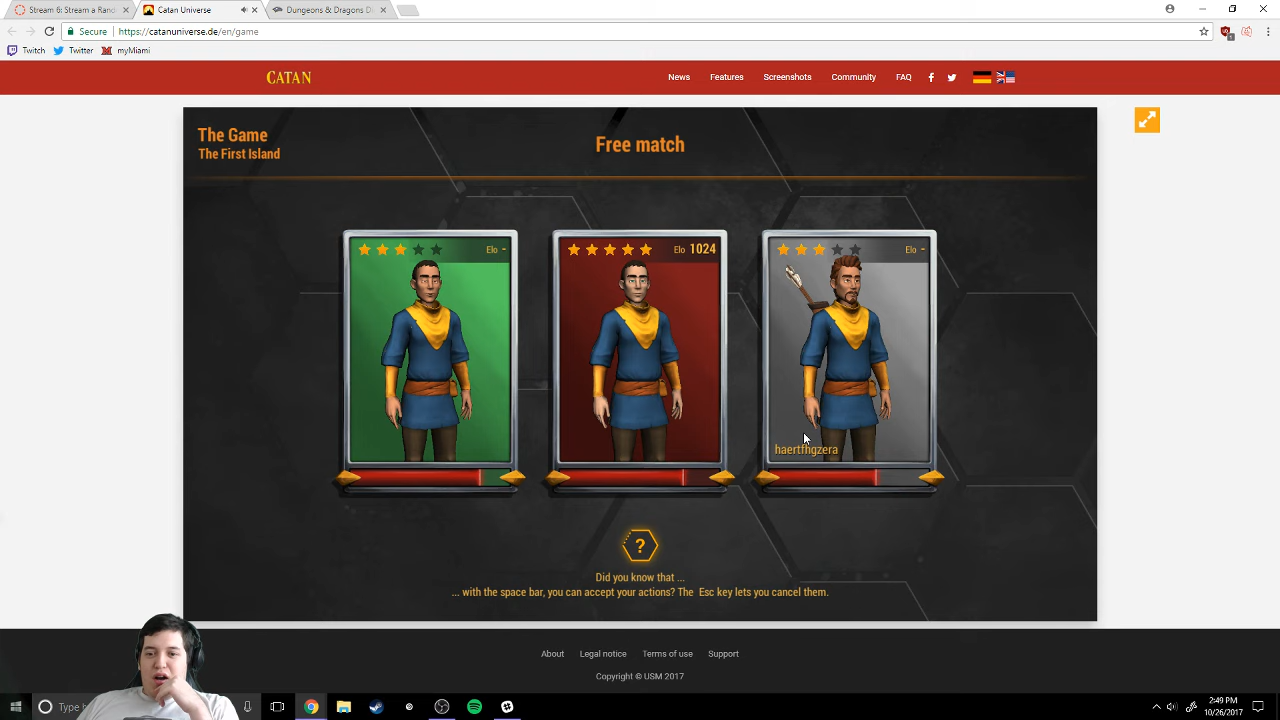 Stream 6: Stream a Rand
Catan Universe
Dungeons & Dragons D
Secure
https://catanuniverse.de/en/game
Twitch
Twitter
myMiami
CATAN
News
Features
Screenshots
Community
FAQ
The Game
The First Island
Free match
Elo -
Elo 1024
Elo -
haertfhgzera
?
Did you know that ...
... with the space bar, you can accept your actions? The Esc key lets you cancel them.
About
Legal notice
Terms of use
Support
Copyright © USM 2017
Type
2:49 PM
10/26/2017